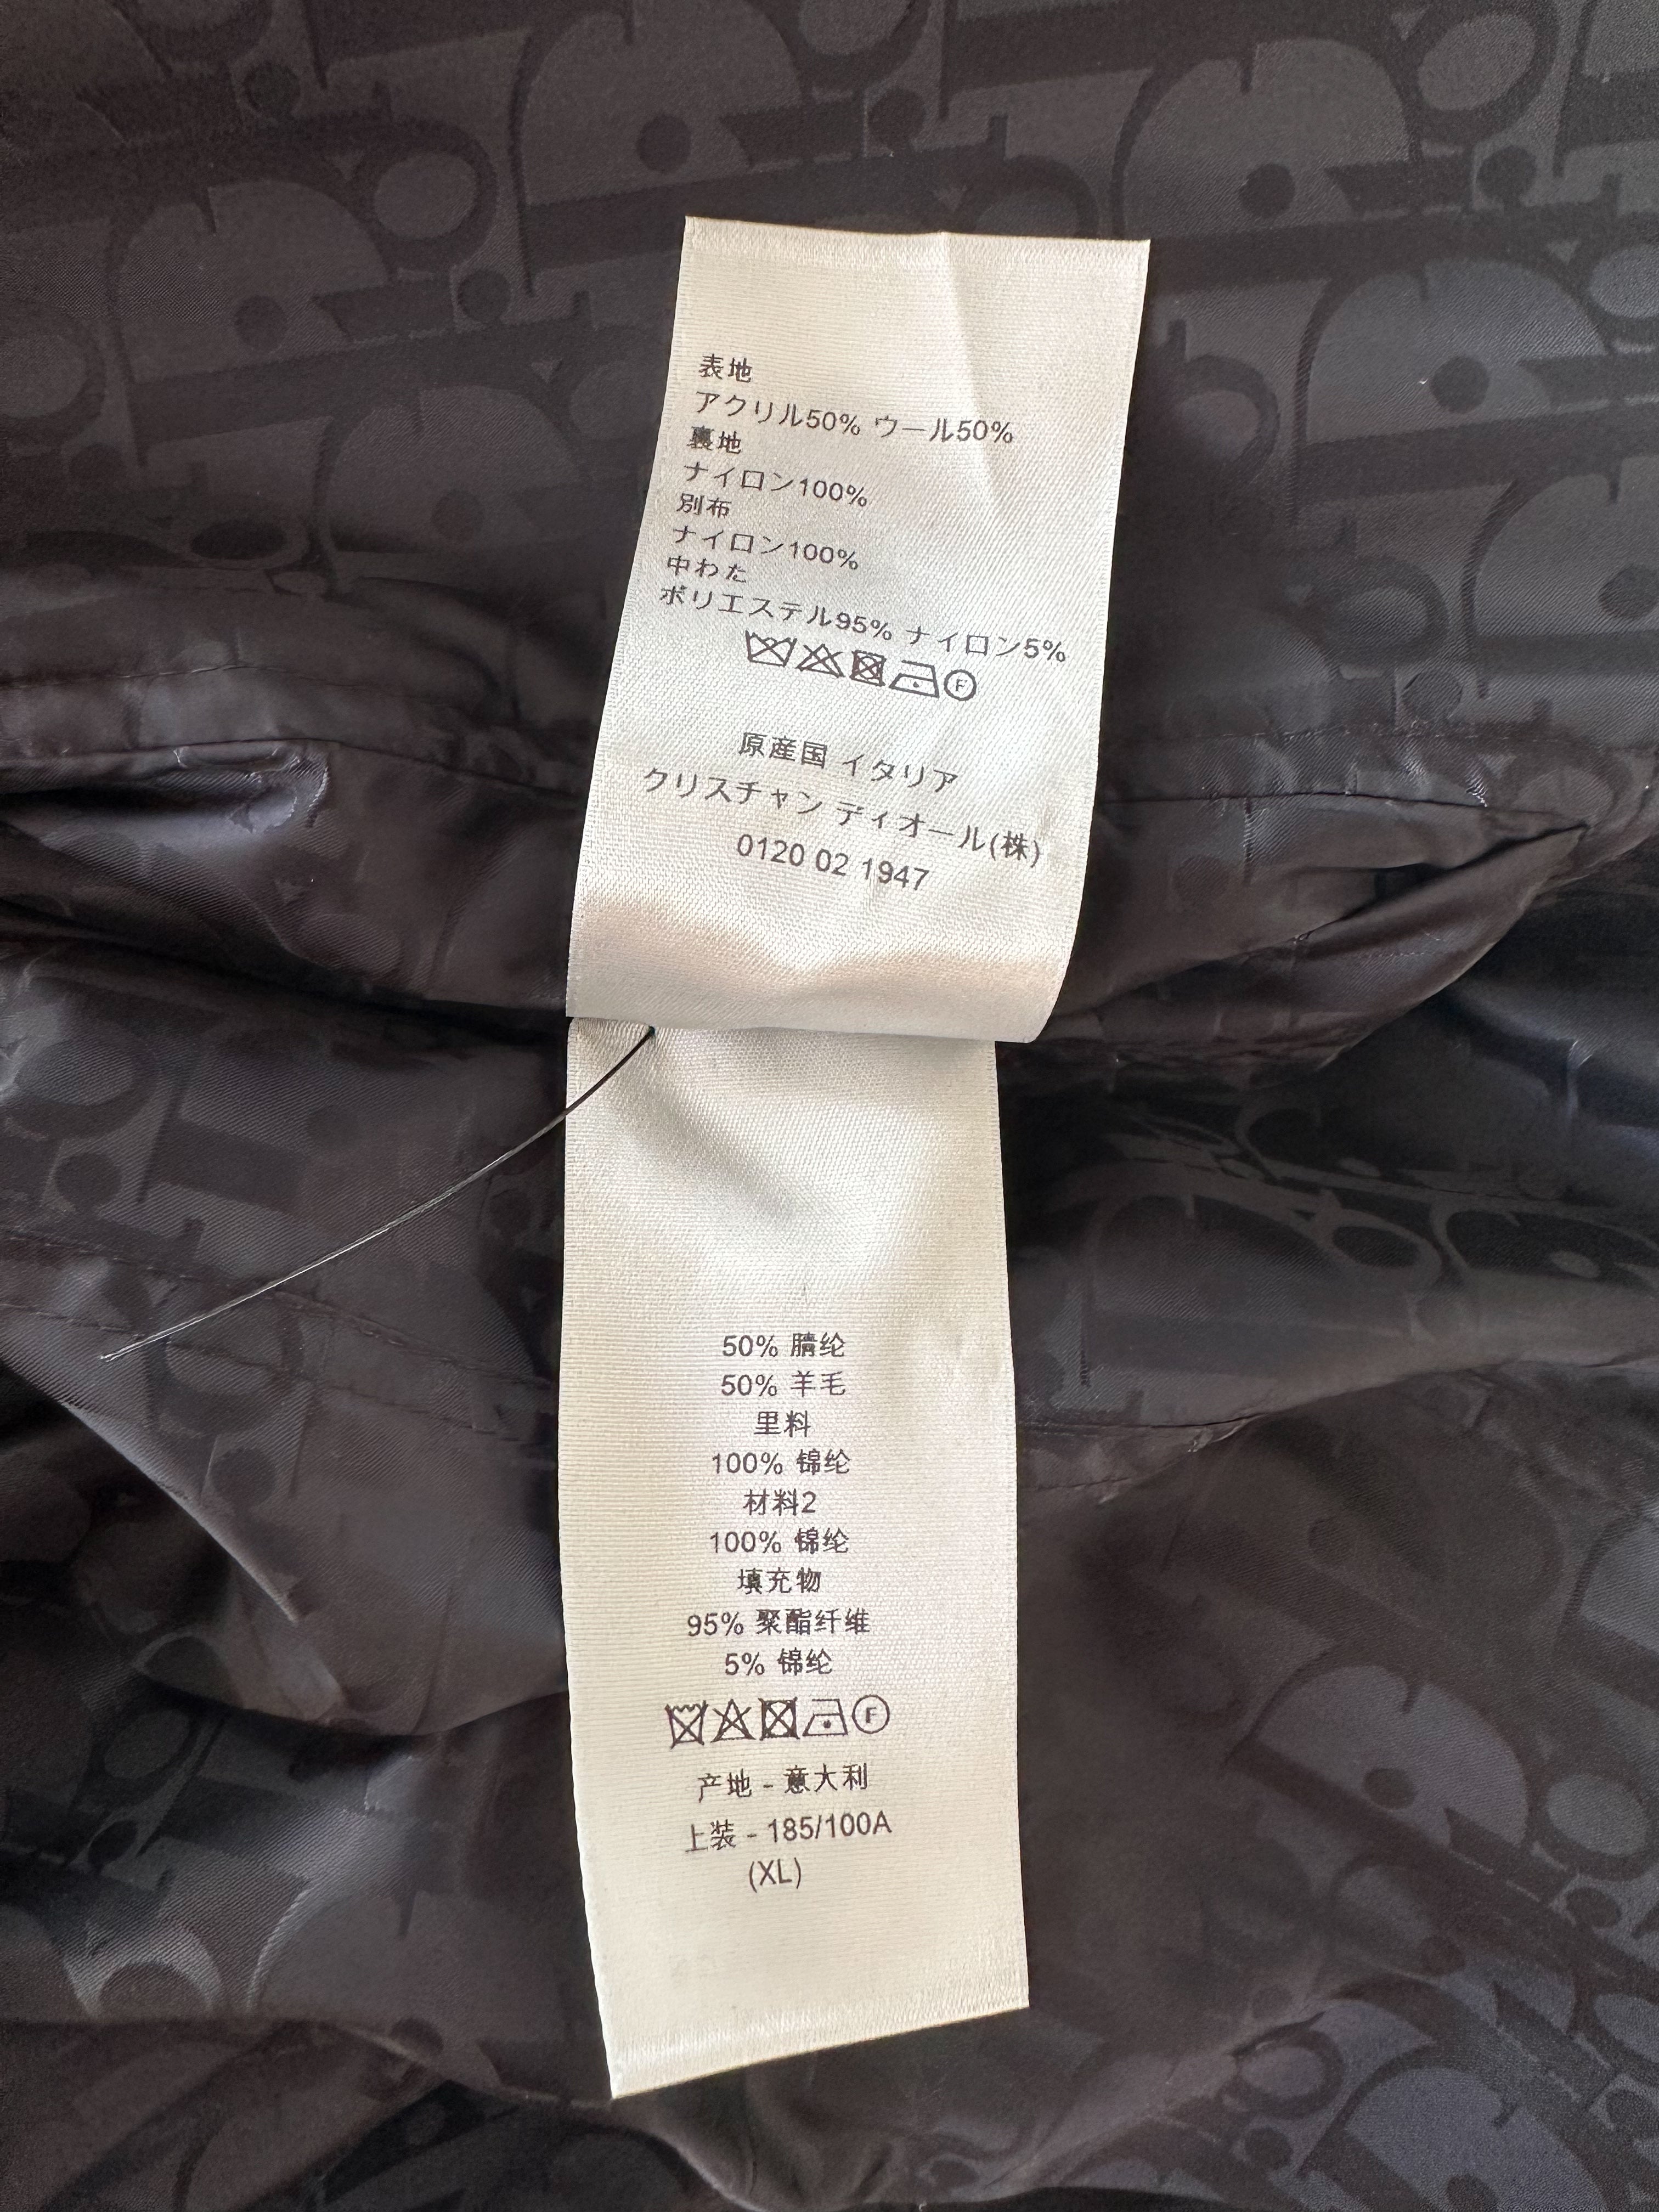 表地
アクリル50% ウール50%
裏地
ナイロン100%
別布
ナイロン100%
中わた
ポリエステル95% ナイロン5%
F
原産国 イタリア
クリスチャン ディオール(株)
0120 02 1947
50% 腈纶
50% 羊毛
里料
100% 锦纶
材料2
100% 锦纶
填充物
95% 聚酯纤维
5% 锦纶
F
产地 - 意大利
上装 - 185/100A
(XL)